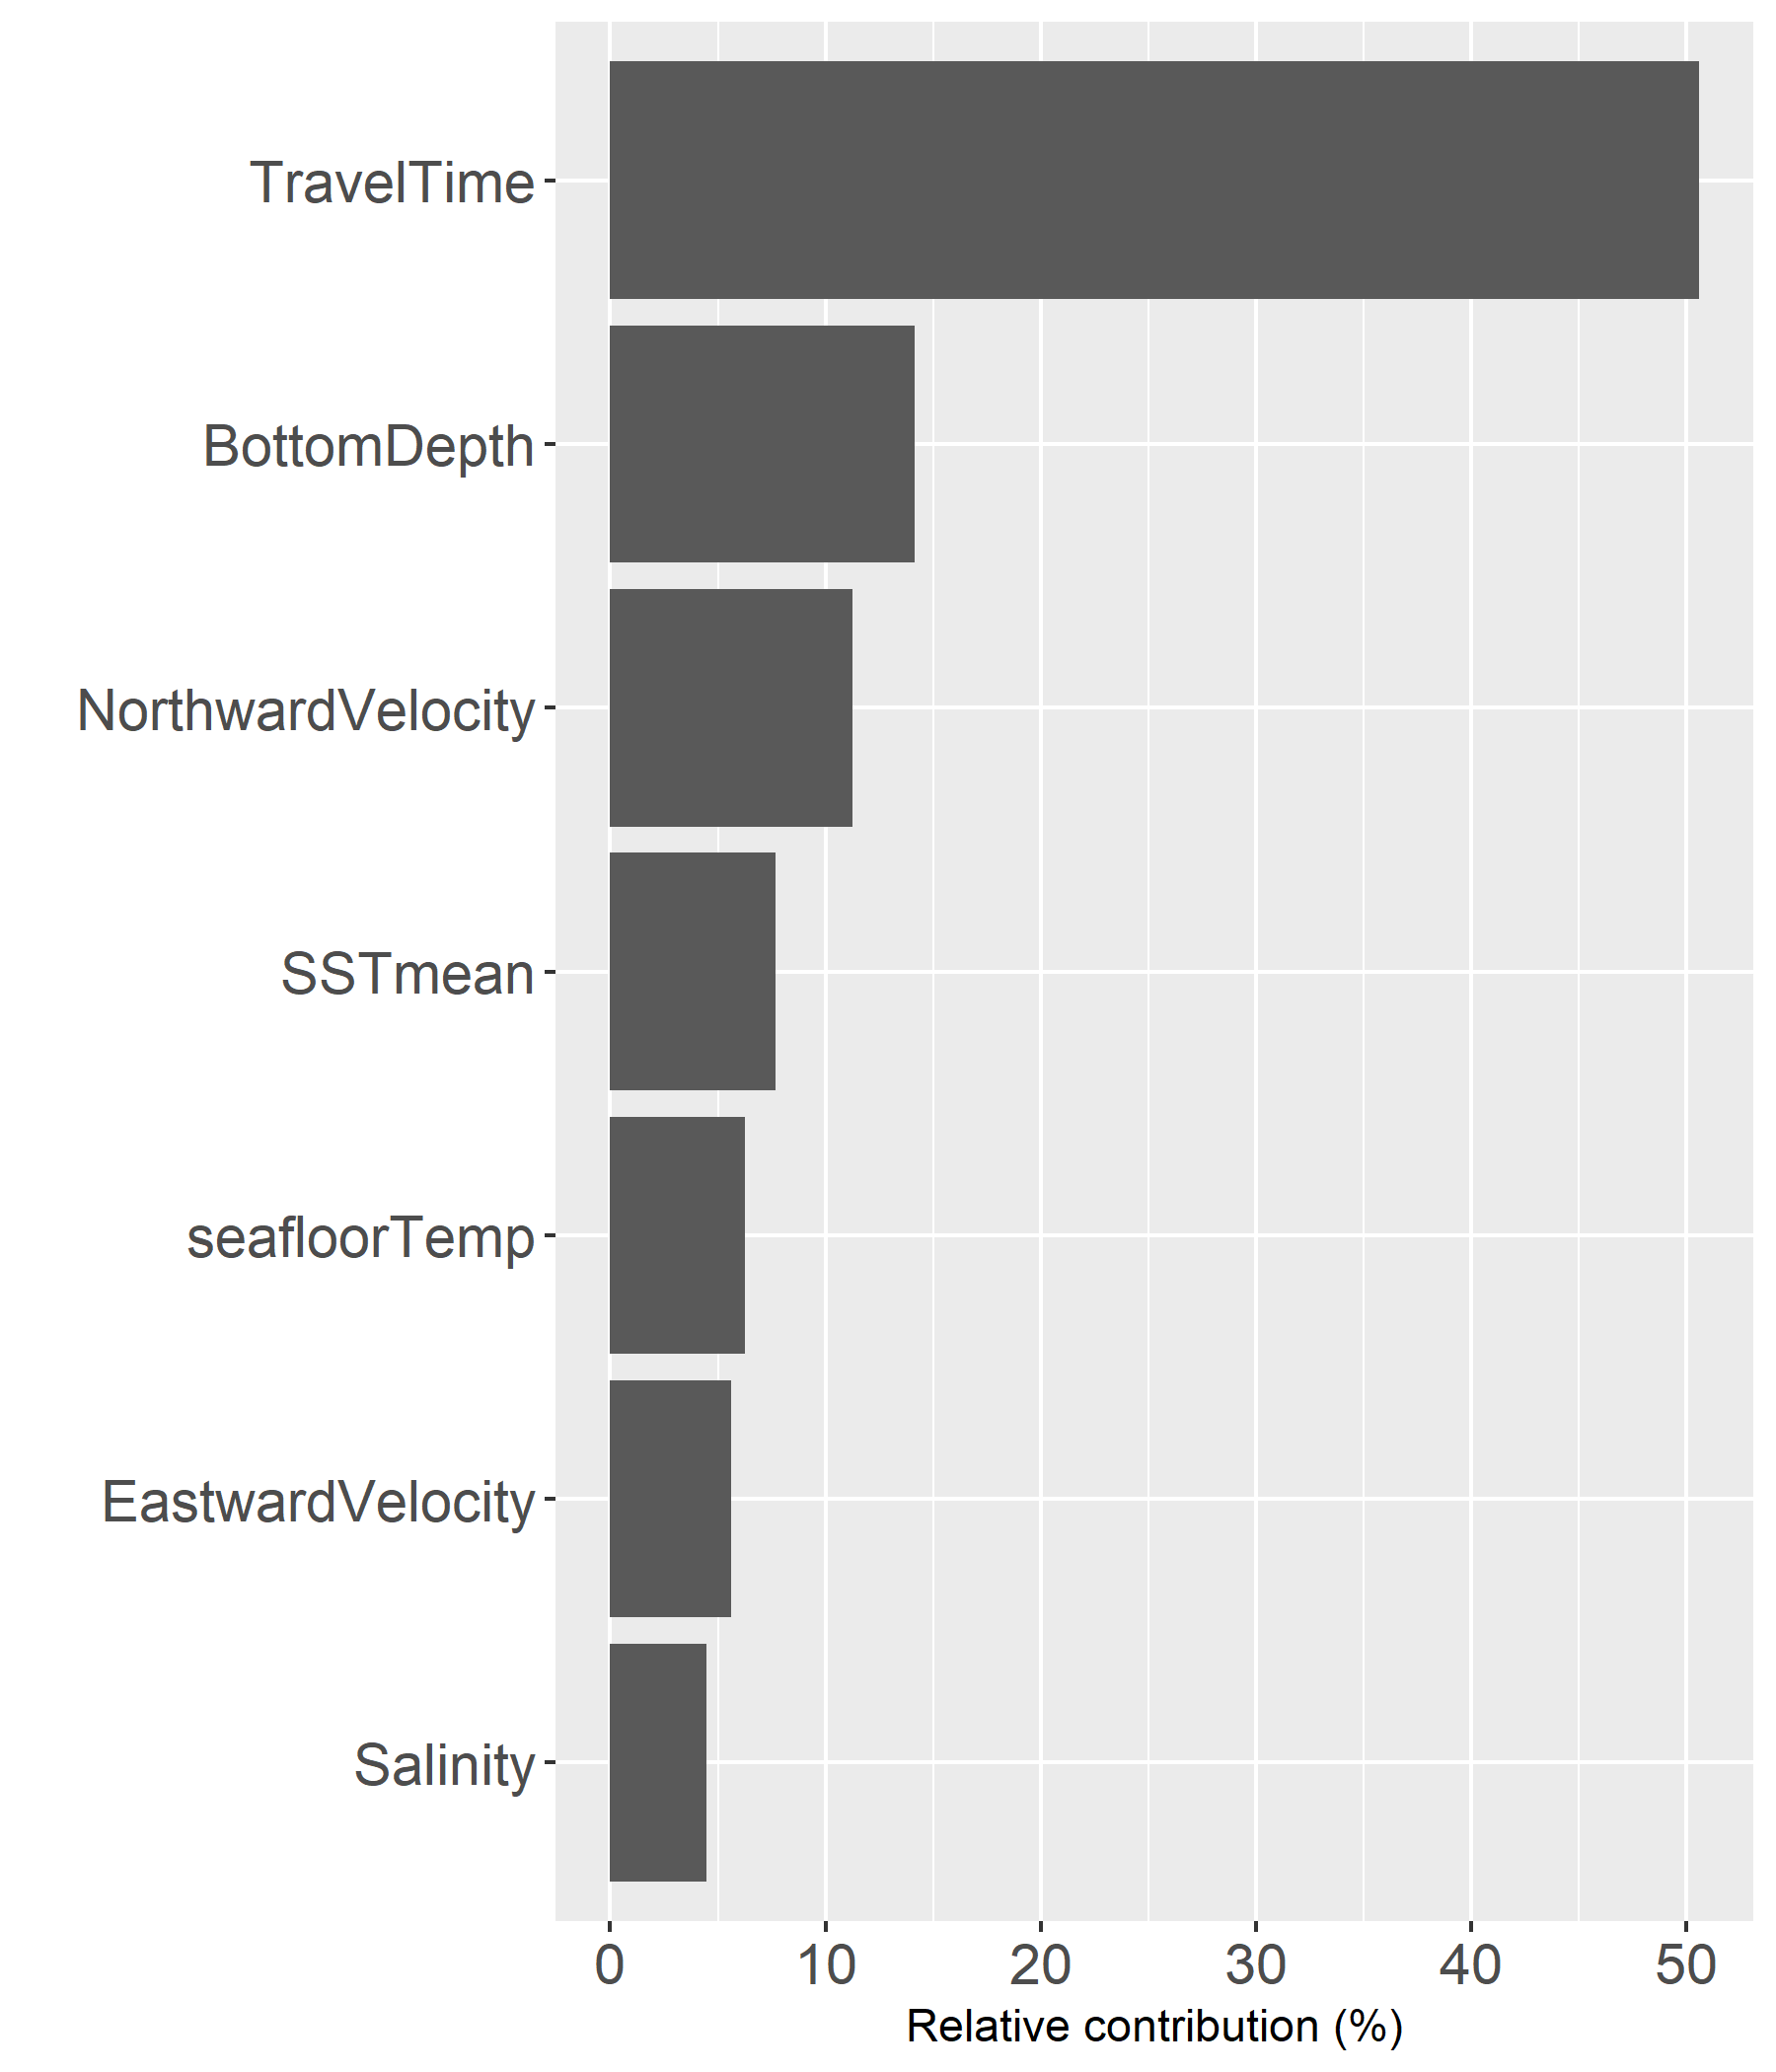 TravelTime
BottomDepth
NorthwardVelocity
SSTmean
seafloorTemp
EastwardVelocity
Salinity
0 10 20 30 40 50
Relative contribution (%)